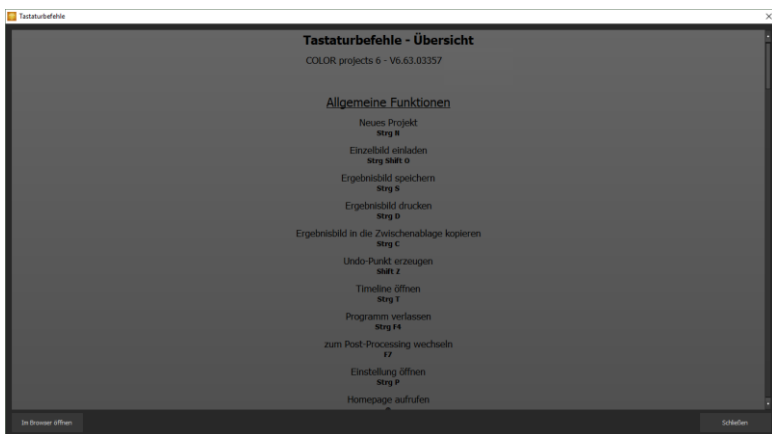 Tastaturbefehle
Tastaturbefehle - Übersicht
COLOR projects 6 - V6.63.03357
Allgemeine Funktionen
Neues Projekt
Strg N
Einzelbild einladen
Strg Shift O
Ergebnisbild speichern
Strg S
Ergebnisbild drucken
Strg D
Ergebnisbild in die Zwischenablage kopieren
Strg C
Undo-Punkt erzeugen
Shift Z
Timeline öffnen
Strg T
Programm verlassen
Strg F4
zum Post-Processing wechseln
F7
Einstellung öffnen
Strg P
Homepage aufrufen
Im Browser öffnen
Schließen